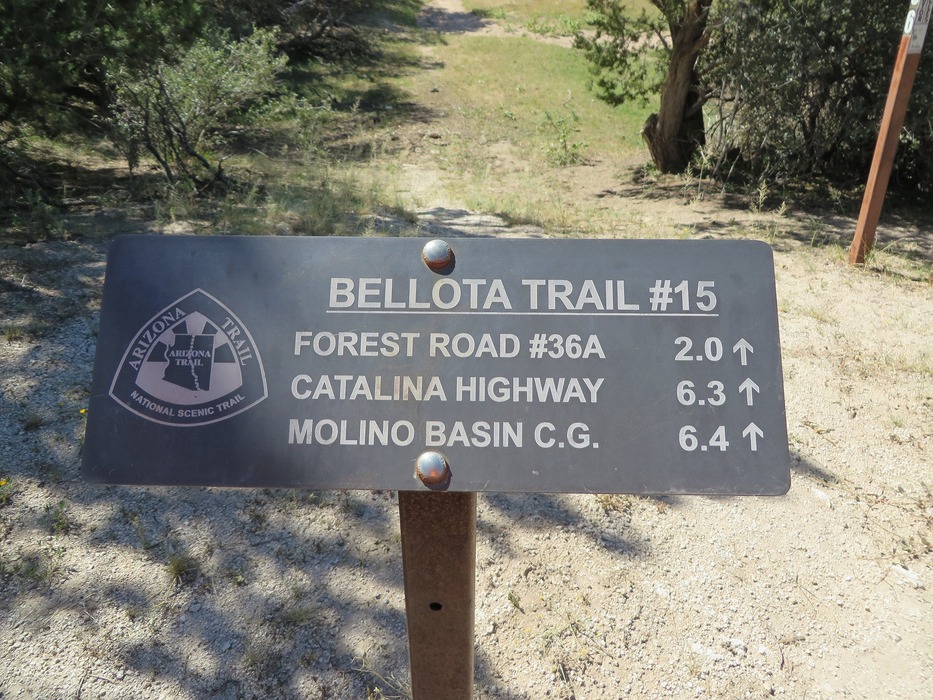 BELLOTA TRAIL #15
FOREST ROAD #36A 2.0 ↑
CATALINA HIGHWAY 6.3 ↑
MOLINO BASIN C.G. 6.4 ↑
ARIZONA TRAIL
ARIZONA
TRAIL
NATIONAL SCENIC TRAIL